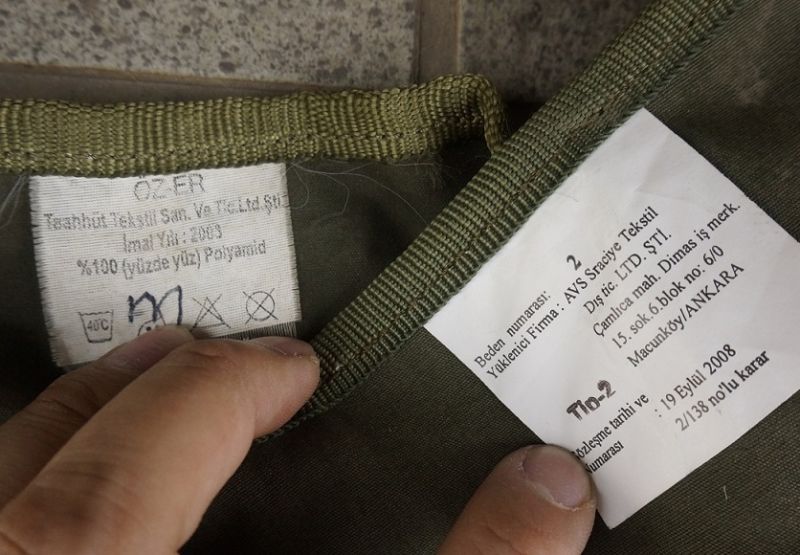 ÖZ-ER
Taahhüt Tekstil San. Ve Tic.Ltd.Şti
İmal Yılı : 2003
%100 (yüzde yüz) Polyamid
40°C
Beden numarası: 2
Yüklenici Firma : AVS Sraciye Tekstil
Dış tic. LTD. ŞTİ.
Çamlıca mah. Dimas iş merk.
15. sok.6.blok no: 6/0
Macunköy/ANKARA
TIO-2
Sözleşme tarihi ve : 19 Eylül 2008
Numarası 2/138 no'lu karar